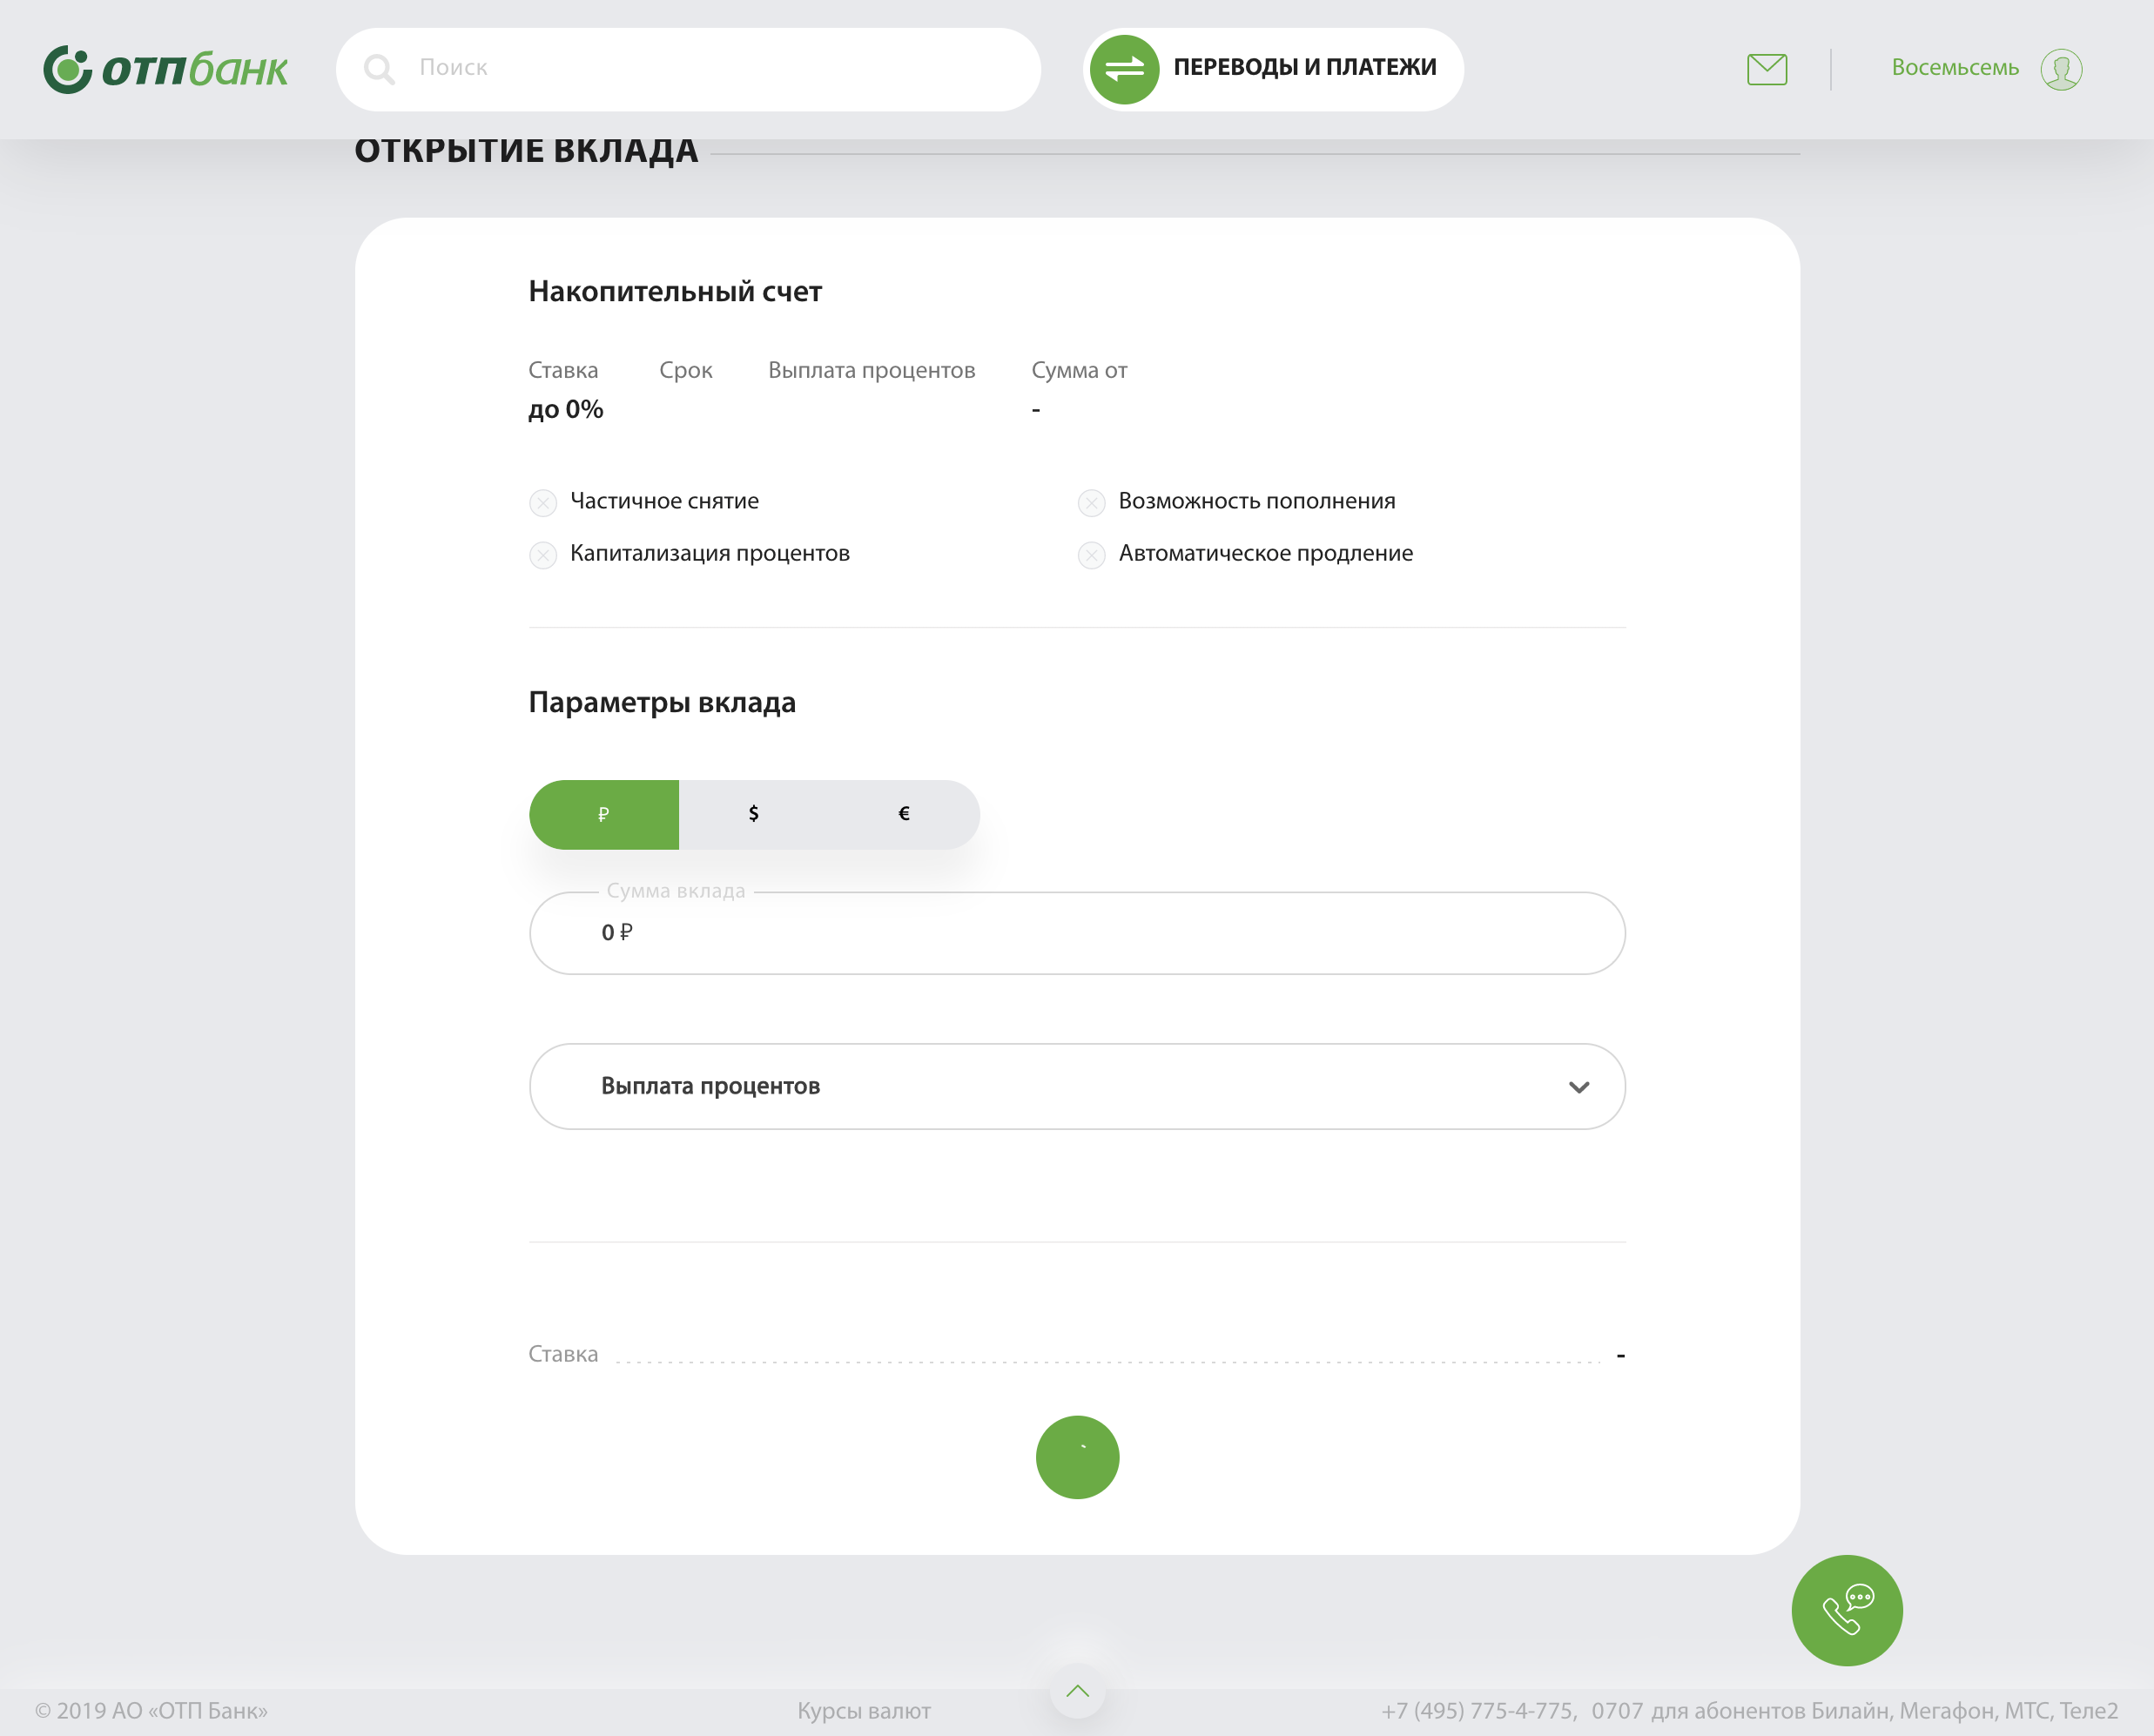 отпбанк
Поиск
ПЕРЕВОДЫ И ПЛАТЕЖИ
Восемьсемь
ОТКРЫТИЕ ВКЛАДА
Накопительный счет
Ставка Срок Выплата процентов Сумма от
до 0% -
Частичное снятие Возможность пополнения
Капитализация процентов Автоматическое продление
Параметры вклада
₽ $ €
Сумма вклада
0 ₽
Выплата процентов
Ставка -
© 2019 АО «ОТП Банк» Курсы валют +7 (495) 775-4-775, 0707 для абонентов Билайн, Мегафон, МТС, Теле2